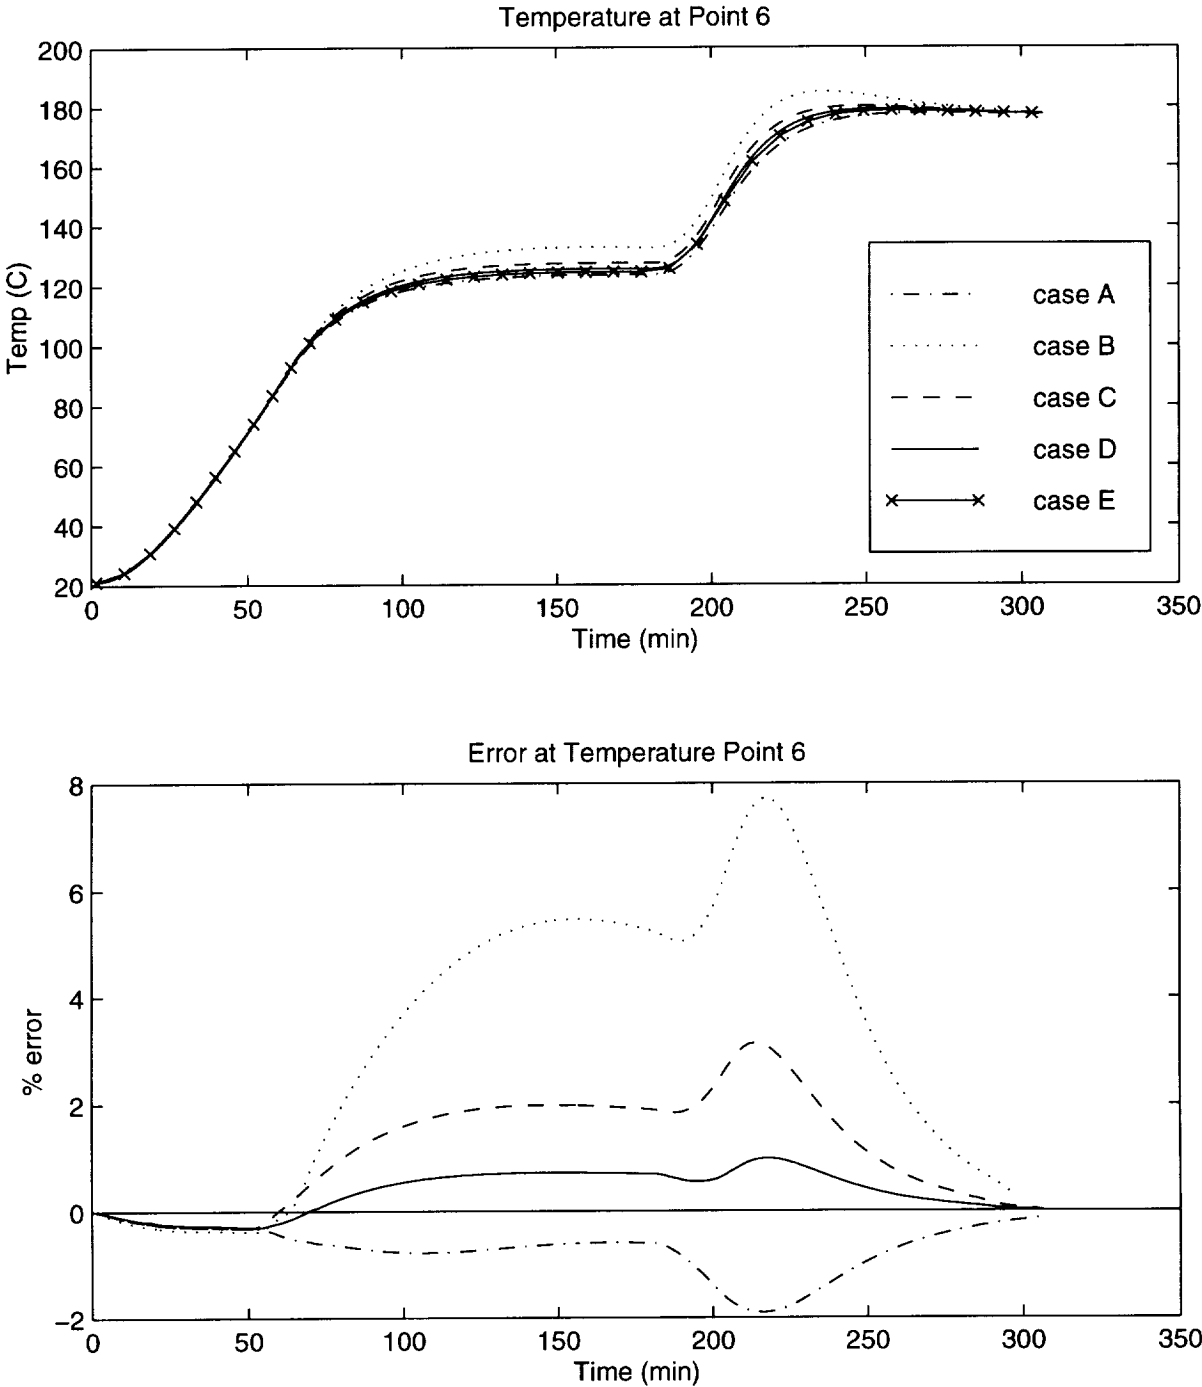 Temperature at Point 6
200
180
160
140
120
100
80
60
40
20
Temp (C)
case A
case B
case C
case D
case E
0 50 100 150 200 250 300 350
Time (min)
Error at Temperature Point 6
8
6
4
2
0
−2
% error
0 50 100 150 200 250 300 350
Time (min)